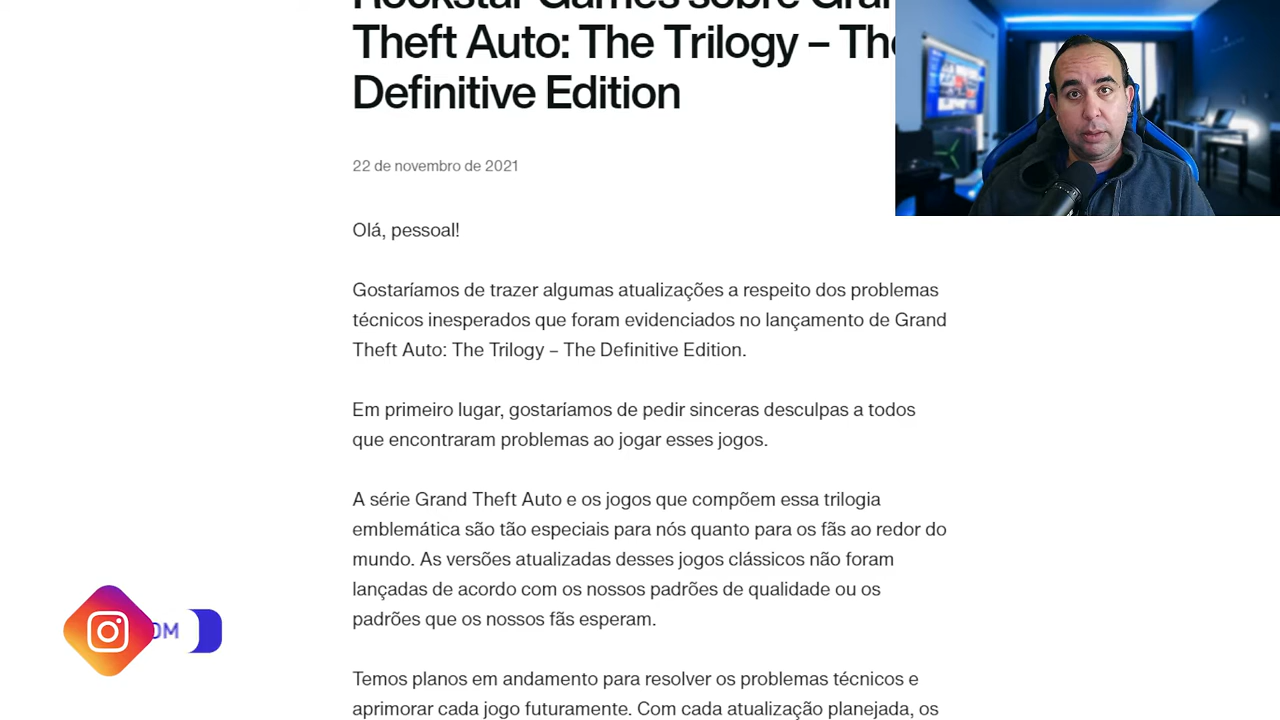 Rockstar Games sobre Gran
Theft Auto: The Trilogy – The
Definitive Edition
22 de novembro de 2021
Olá, pessoal!
Gostaríamos de trazer algumas atualizações a respeito dos problemas
técnicos inesperados que foram evidenciados no lançamento de Grand
Theft Auto: The Trilogy – The Definitive Edition.
Em primeiro lugar, gostaríamos de pedir sinceras desculpas a todos
que encontraram problemas ao jogar esses jogos.
A série Grand Theft Auto e os jogos que compõem essa trilogia
emblemática são tão especiais para nós quanto para os fãs ao redor do
mundo. As versões atualizadas desses jogos clássicos não foram
lançadas de acordo com os nossos padrões de qualidade ou os
padrões que os nossos fãs esperam.
Temos planos em andamento para resolver os problemas técnicos e
aprimorar cada jogo futuramente. Com cada atualização planejada, os
OM